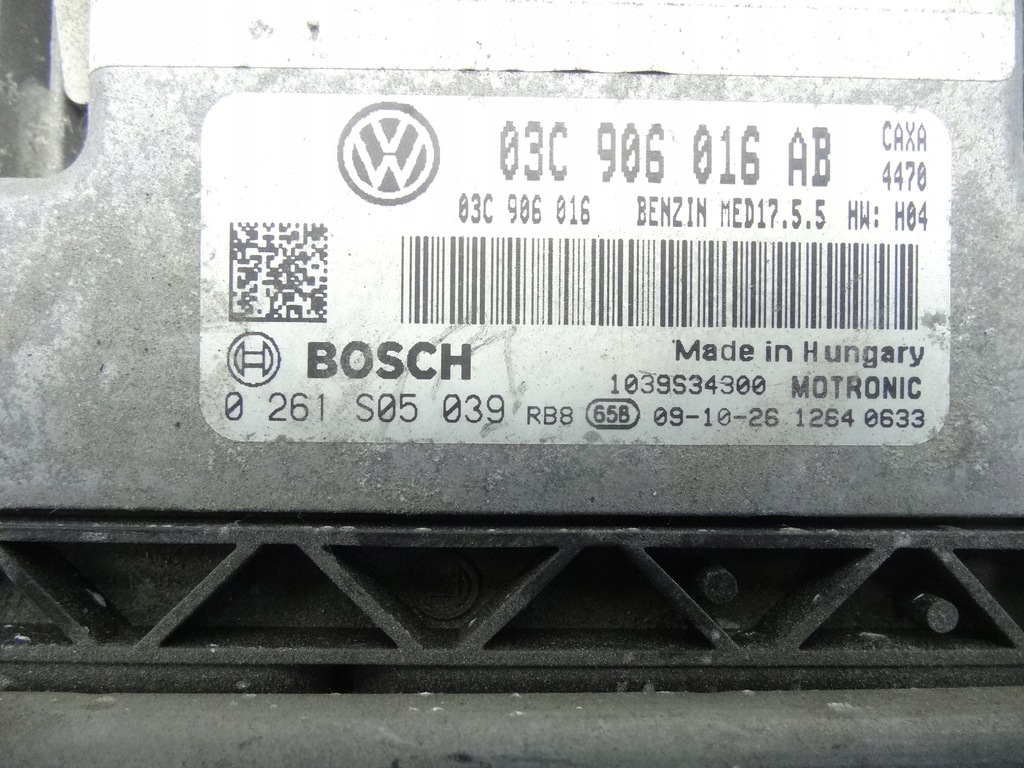 03C 906 016 AB CAXA
4470
03C 906 016 BENZIN MED17.5.5 HW: H04
BOSCH
Made in Hungary
1039S34300 MOTRONIC
0 261 S05 039 RB8 65B 09-10-26 1264 0633